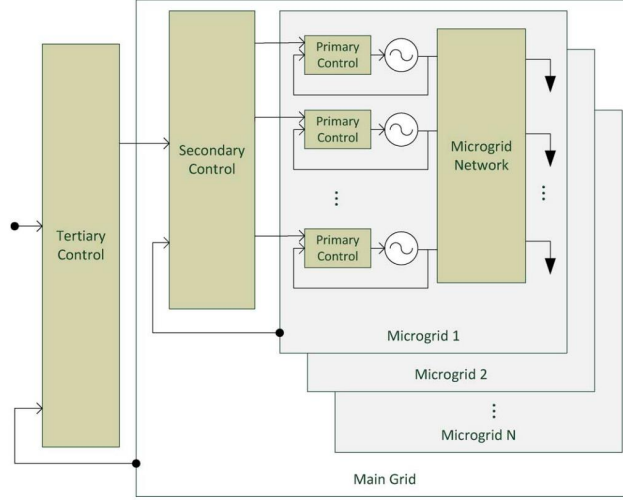 Primary
Control
Primary
Control
Secondary
Control
Microgrid
Network
Tertiary
Control
Primary
Control
Microgrid 1
Microgrid 2
Microgrid N
Main Grid